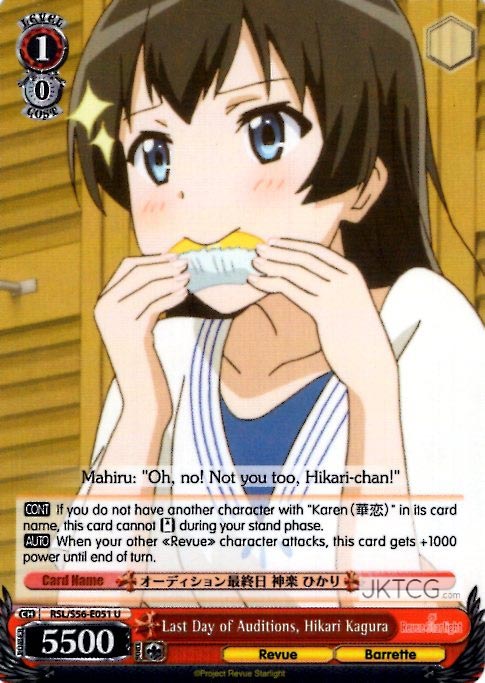 LEVEL
1
0
COST
Mahiru: "Oh, no! Not you too, Hikari-chan!"
CONT If you do not have another character with "Karen (華恋)" in its card
name, this card cannot during your stand phase.
AUTO When your other «Revue» character attacks, this card gets +1000
power until end of turn.
Card Name オーディション最終日 神楽 ひかり
JKTCG.com
CH RSL/S56-E051 U
Last Day of Auditions, Hikari Kagura
Revue Starlight
POWER 5500 SOUL
Revue Barrette
©Project Revue Starlight